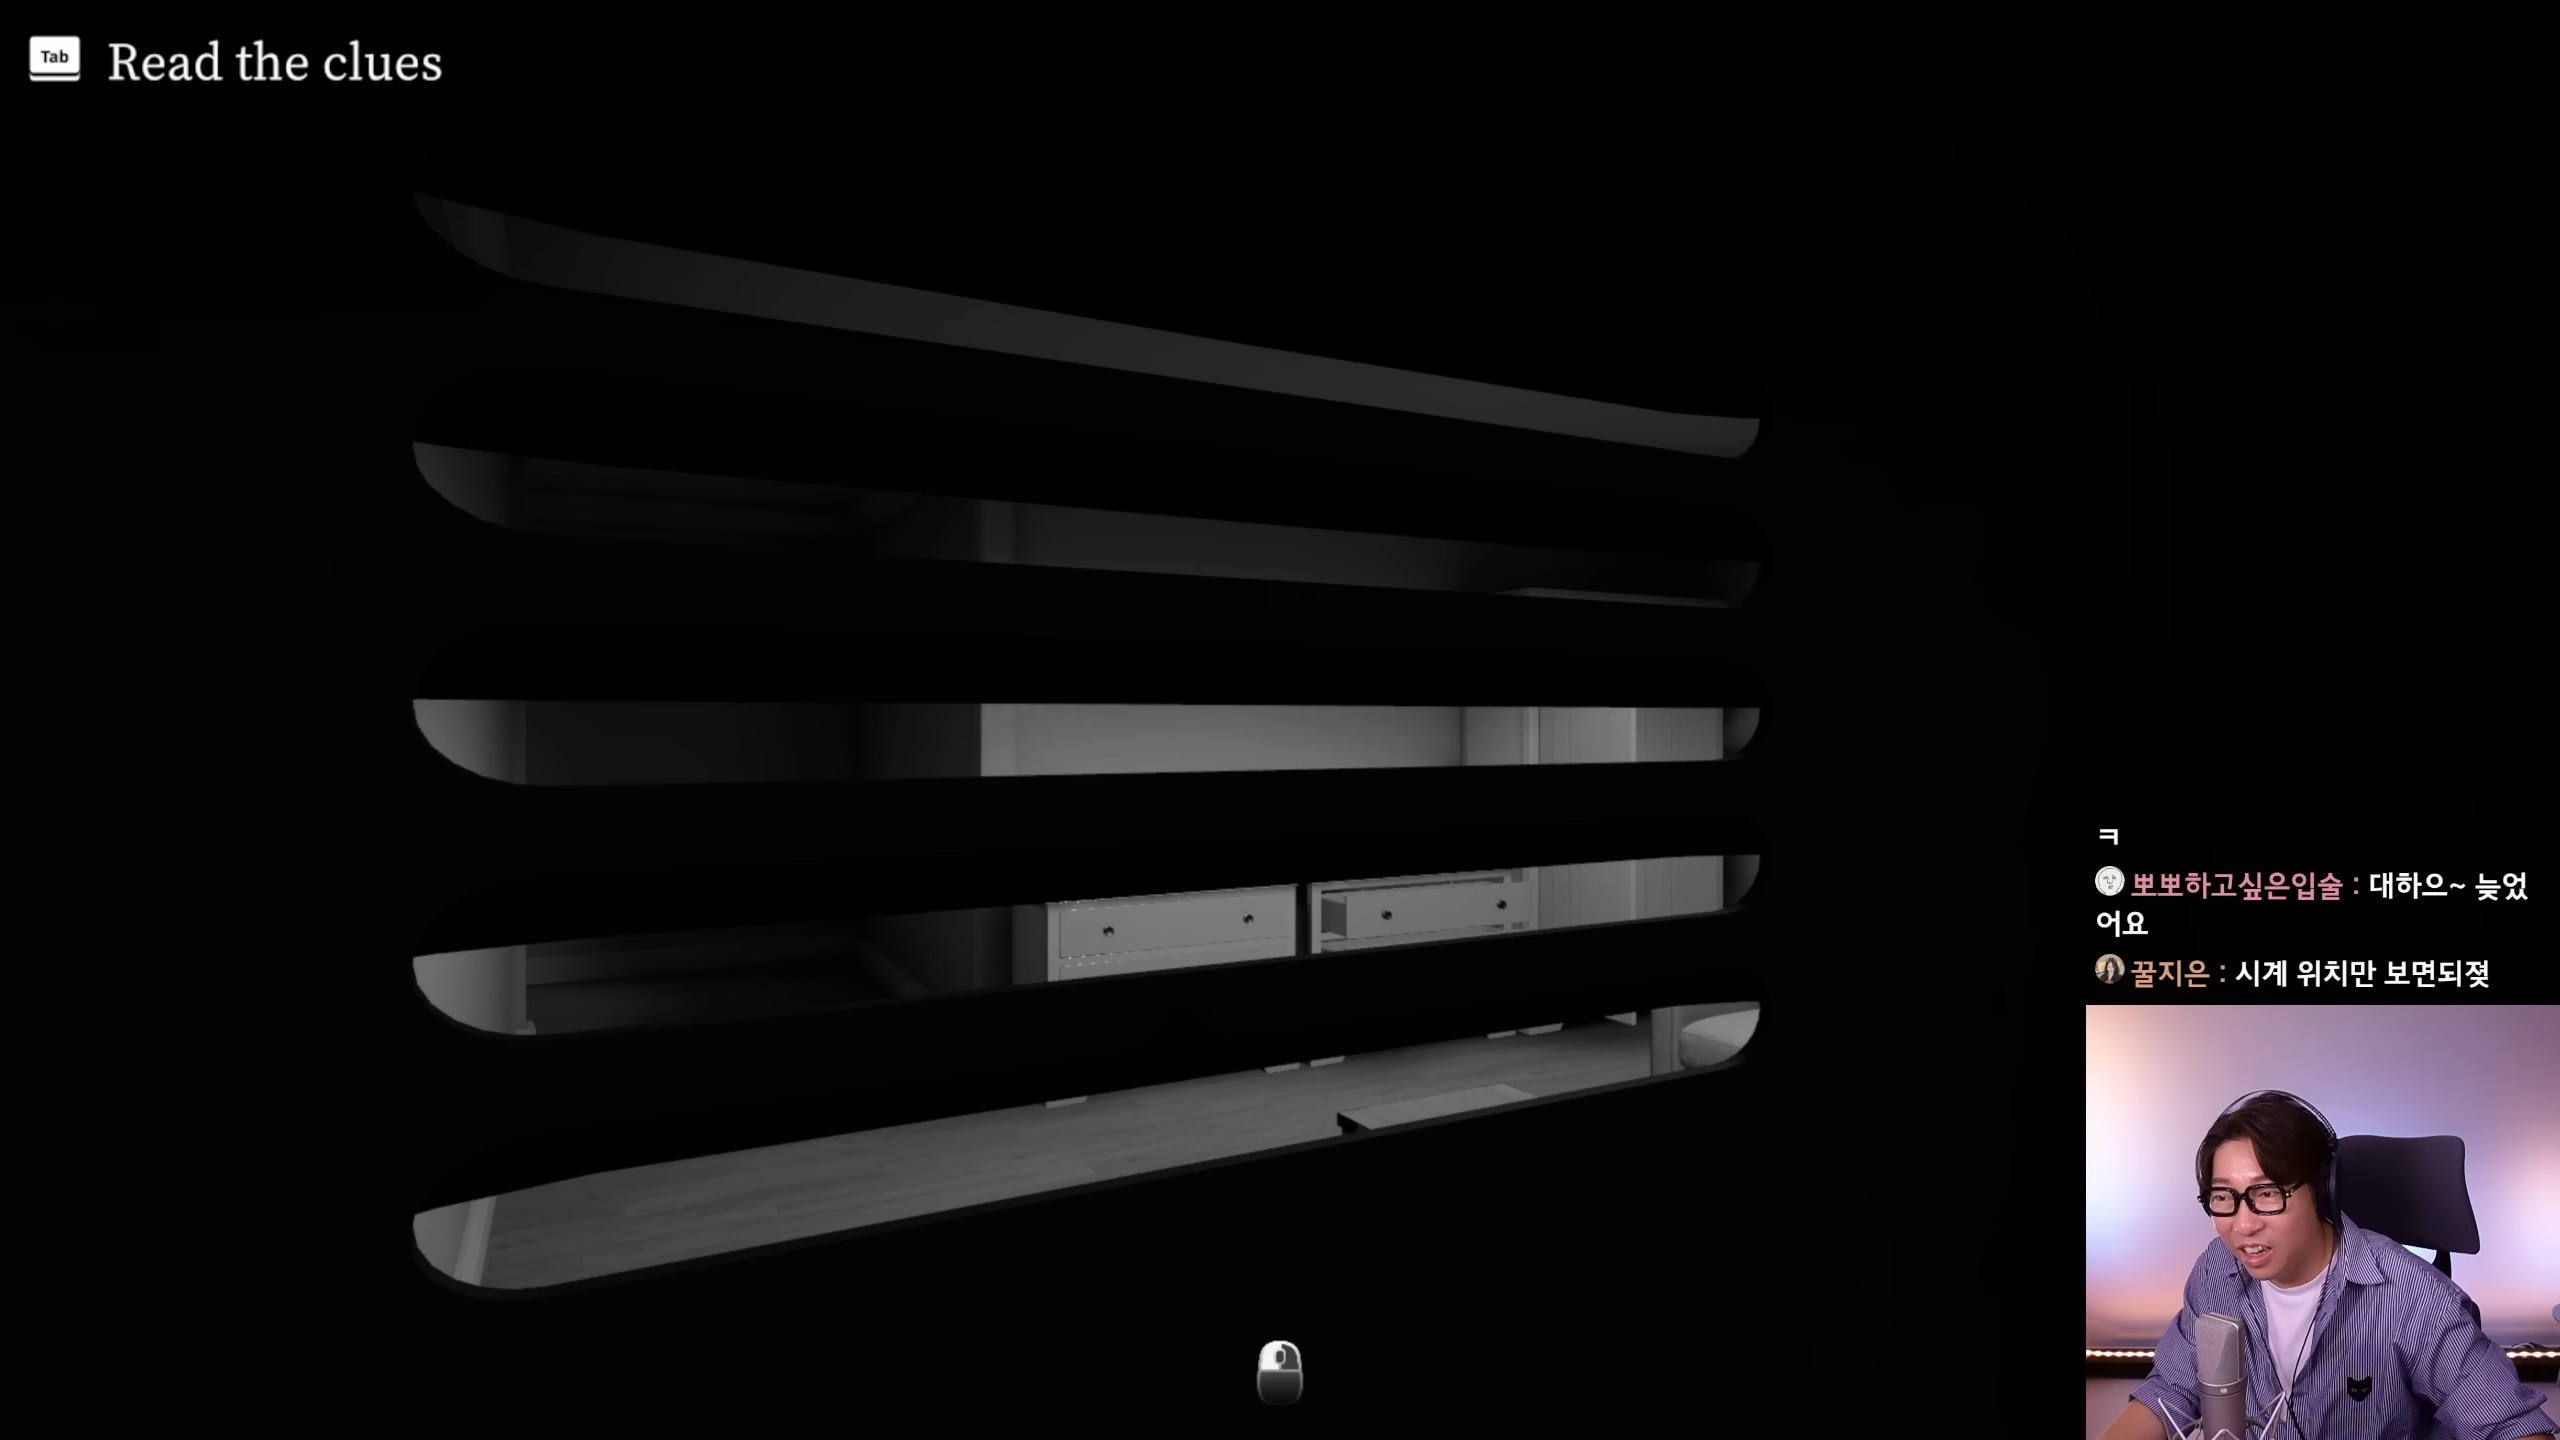 Tab Read the clues
ㅋ
뽀뽀하고싶은입술 : 대하으~ 늦었
어요
꿀지은 : 시계 위치만 보면되졎